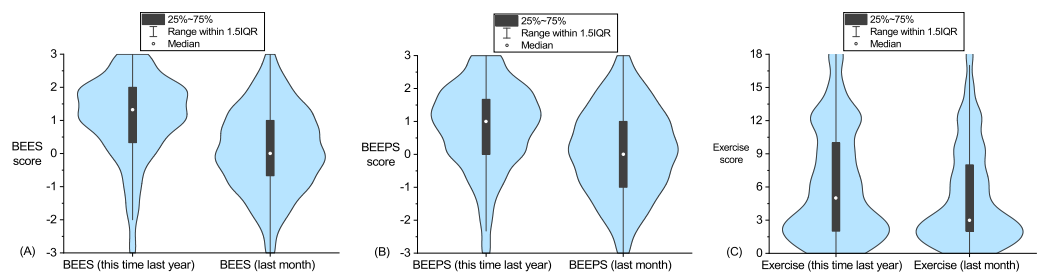 25%~75%
Range within 1.5IQR
Median
3
2
1
0
-1
-2
-3
BEES
score
(A)
BEES (this time last year)
BEES (last month)
25%~75%
Range within 1.5IQR
Median
3
2
1
0
-1
-2
-3
BEEPS
score
(B)
BEEPS (this time last year)
BEEPS (last month)
25%~75%
Range within 1.5IQR
Median
18
15
12
9
6
3
0
Exercise
score
(C)
Exercise (this time last year)
Exercise (last month)